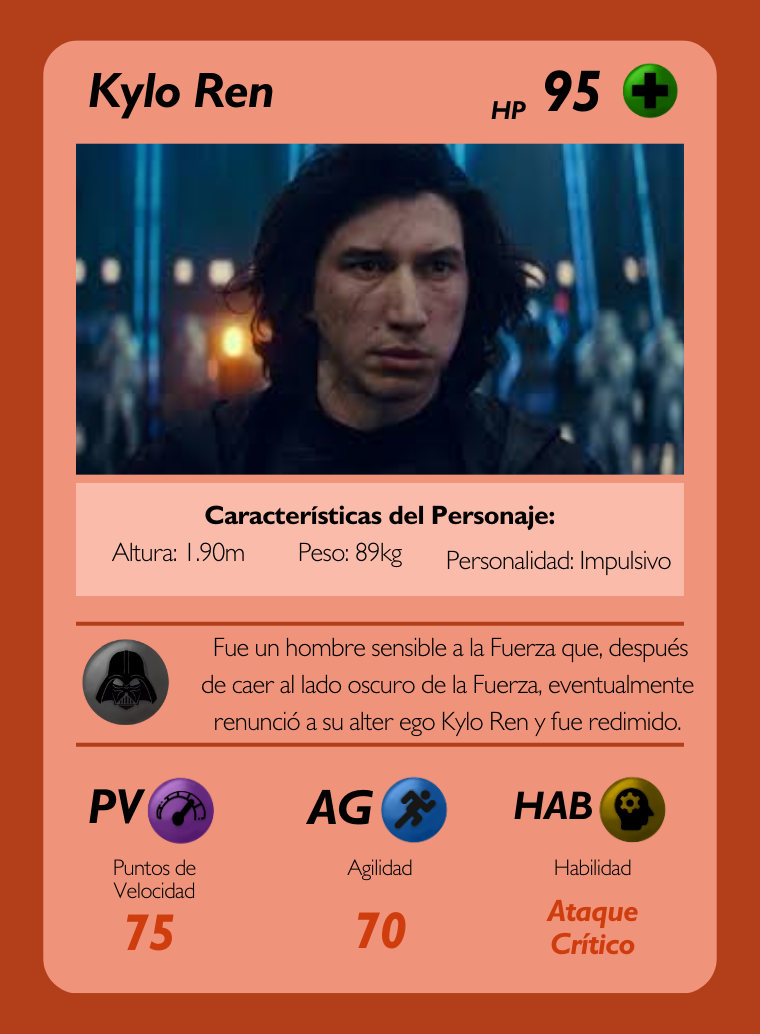 Kylo Ren
HP 95
Características del Personaje:
Altura: 1.90m Peso: 89kg Personalidad: Impulsivo
Fue un hombre sensible a la Fuerza que, después
de caer al lado oscuro de la Fuerza, eventualmente
renunció a su alter ego Kylo Ren y fue redimido.
PV AG HAB
Puntos de
Velocidad
Agilidad
Habilidad
75
70
Ataque
Crítico